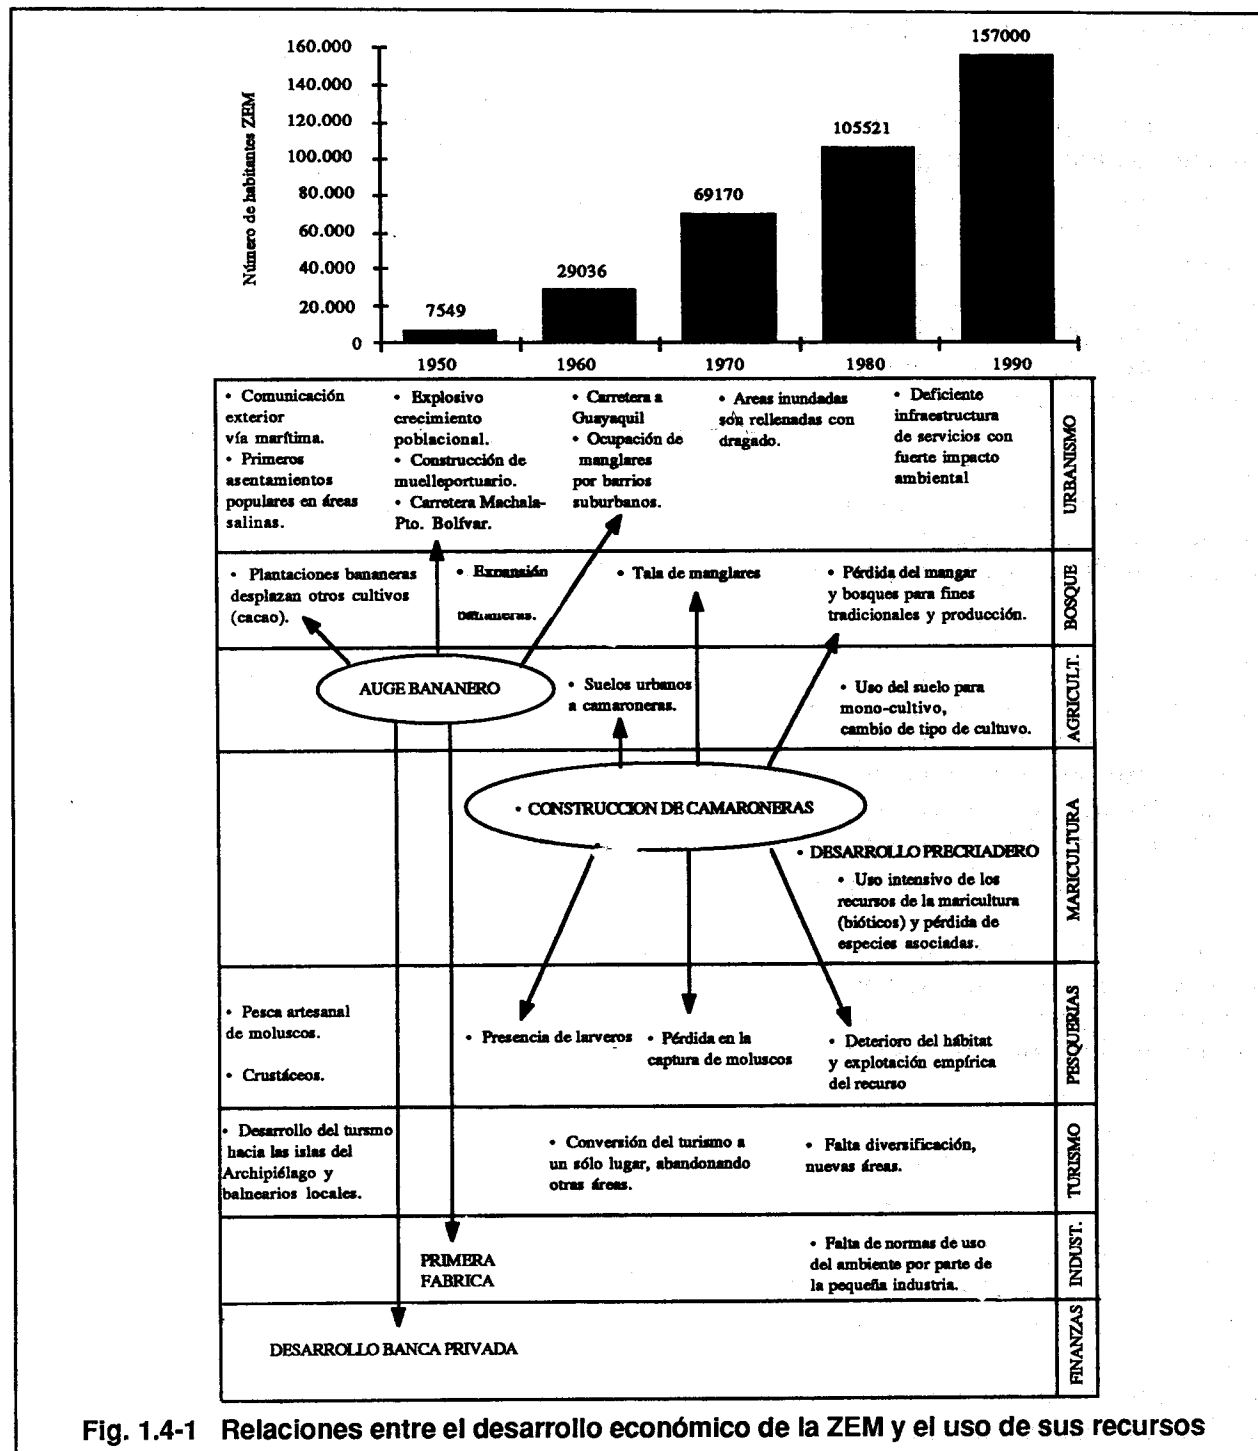 160.000
140.000
120.000
100.000
80.000
60.000
40.000
20.000
0
Número de habitantes ZEM
7549
29036
69170
105521
157000
1950
1960
1970
1980
1990
• Comunicación
exterior
vía marítima.
• Primeros
asentamientos
populares en áreas
salinas.
• Explosivo
crecimiento
poblacional.
• Construcción de
muelleportuario.
• Carretera Machala-
Pto. Bolívar.
• Carretera a
Guayaquil
• Ocupación de
manglares
por barrios
suburbanos.
• Areas inundadas
són rellenadas con
dragado.
• Deficiente
infraestructura
de servicios con
fuerte impacto
ambiental
URBANISMO
• Plantaciones bananeras
desplazan otros cultivos
(cacao).
• Expansión
bananeras.
• Tala de manglares
• Pérdida del mangar
y bosques para fines
tradicionales y producción.
BOSQUE
AUGE BANANERO
• Suelos urbanos
a camaroneras.
• Uso del suelo para
mono-cultivo,
cambio de tipo de cultuvo.
AGRICULT.
• CONSTRUCCION DE CAMARONERAS
• DESARROLLO PRECRIADERO
• Uso intensivo de los
recursos de la maricultura
(bióticos) y pérdida de
especies asociadas.
MARICULTURA
• Pesca artesanal
de moluscos.
• Crustáceos.
• Presencia de larveros
• Pérdida en la
captura de moluscos
• Deterioro del hábitat
y explotación empírica
del recurso
PESQUERIAS
• Desarrollo del tursmo
hacia las islas del
Archipiélago y
balnearios locales.
• Conversión del turismo a
un sólo lugar, abandonando
otras áreas.
• Falta diversificación,
nuevas áreas.
TURISMO
PRIMERA
FABRICA
• Falta de normas de uso
del ambiente por parte de
la pequeña industria.
INDUST.
DESARROLLO BANCA PRIVADA
FINANZAS
Fig. 1.4-1 Relaciones entre el desarrollo económico de la ZEM y el uso de sus recursos